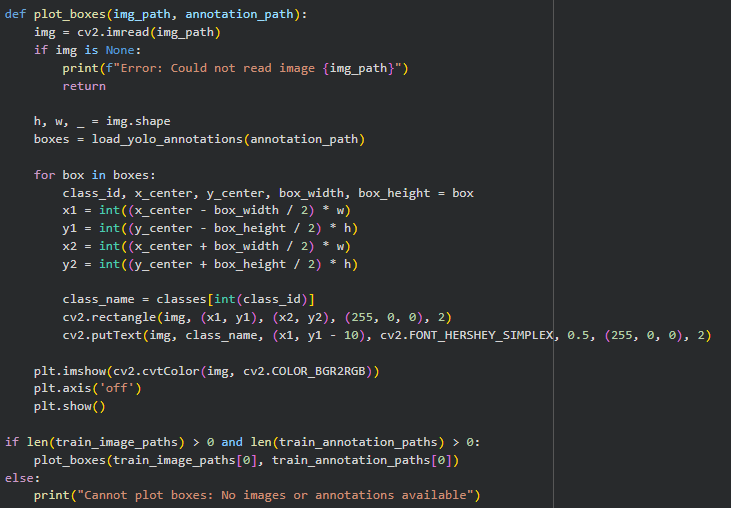 def plot_boxes(img_path, annotation_path):
    img = cv2.imread(img_path)
    if img is None:
        print(f"Error: Could not read image {img_path}")
        return

    h, w, _ = img.shape
    boxes = load_yolo_annotations(annotation_path)

    for box in boxes:
        class_id, x_center, y_center, box_width, box_height = box
        x1 = int((x_center - box_width / 2) * w)
        y1 = int((y_center - box_height / 2) * h)
        x2 = int((x_center + box_width / 2) * w)
        y2 = int((y_center + box_height / 2) * h)

        class_name = classes[int(class_id)]
        cv2.rectangle(img, (x1, y1), (x2, y2), (255, 0, 0), 2)
        cv2.putText(img, class_name, (x1, y1 - 10), cv2.FONT_HERSHEY_SIMPLEX, 0.5, (255, 0, 0), 2)

    plt.imshow(cv2.cvtColor(img, cv2.COLOR_BGR2RGB))
    plt.axis('off')
    plt.show()

if len(train_image_paths) > 0 and len(train_annotation_paths) > 0:
    plot_boxes(train_image_paths[0], train_annotation_paths[0])
else:
    print("Cannot plot boxes: No images or annotations available")